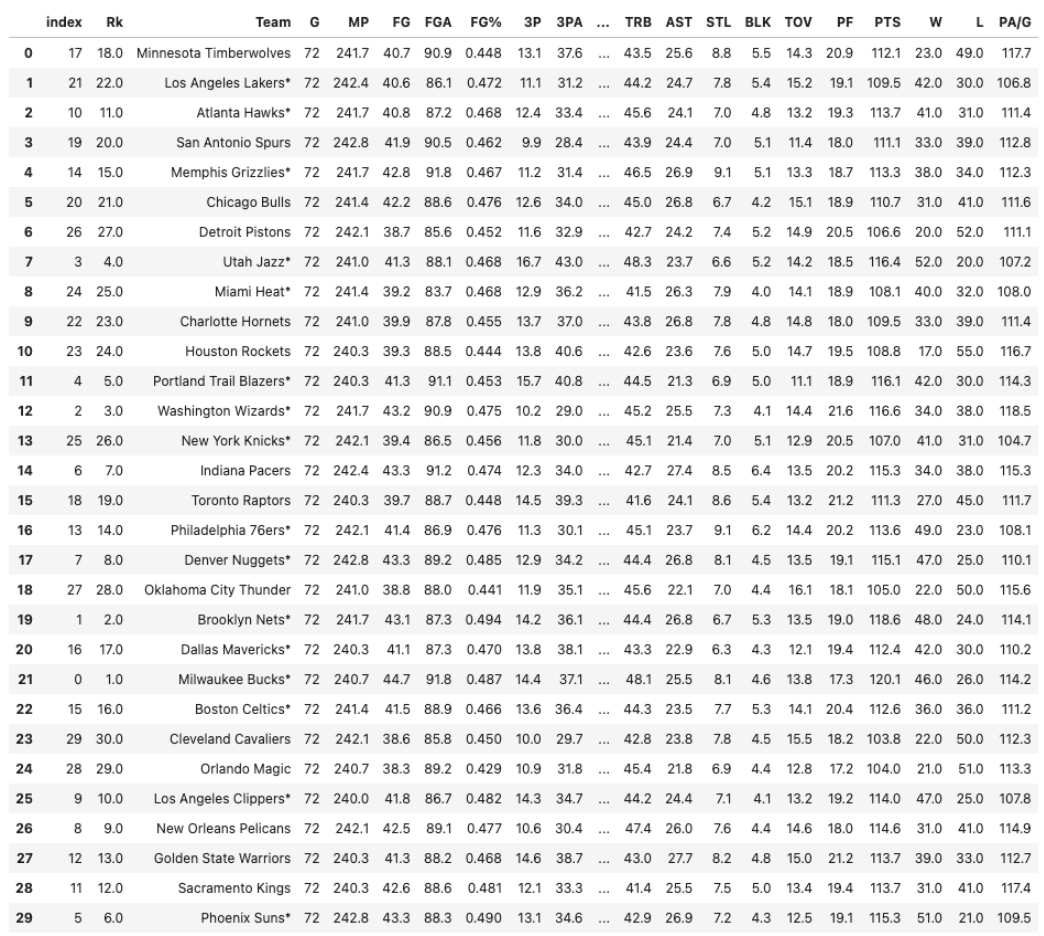 index Rk Team G MP FG FGA FG% 3P 3PA ... TRB AST STL BLK TOV PF PTS W L PA/G
0 17 18.0 Minnesota Timberwolves 72 241.7 40.7 90.9 0.448 13.1 37.6 ... 43.5 25.6 8.8 5.5 14.3 20.9 112.1 23.0 49.0 117.7
1 21 22.0 Los Angeles Lakers* 72 242.4 40.6 86.1 0.472 11.1 31.2 ... 44.2 24.7 7.8 5.4 15.2 19.1 109.5 42.0 30.0 106.8
2 10 11.0 Atlanta Hawks* 72 241.7 40.8 87.2 0.468 12.4 33.4 ... 45.6 24.1 7.0 4.8 13.2 19.3 113.7 41.0 31.0 111.4
3 19 20.0 San Antonio Spurs 72 242.8 41.9 90.5 0.462 9.9 28.4 ... 43.9 24.4 7.0 5.1 11.4 18.0 111.1 33.0 39.0 112.8
4 14 15.0 Memphis Grizzlies* 72 241.7 42.8 91.8 0.467 11.2 31.4 ... 46.5 26.9 9.1 5.1 13.3 18.7 113.3 38.0 34.0 112.3
5 20 21.0 Chicago Bulls 72 241.4 42.2 88.6 0.476 12.6 34.0 ... 45.0 26.8 6.7 4.2 15.1 18.9 110.7 31.0 41.0 111.6
6 26 27.0 Detroit Pistons 72 242.1 38.7 85.6 0.452 11.6 32.9 ... 42.7 24.2 7.4 5.2 14.9 20.5 106.6 20.0 52.0 111.1
7 3 4.0 Utah Jazz* 72 241.0 41.3 88.1 0.468 16.7 43.0 ... 48.3 23.7 6.6 5.2 14.2 18.5 116.4 52.0 20.0 107.2
8 24 25.0 Miami Heat* 72 241.4 39.2 83.7 0.468 12.9 36.2 ... 41.5 26.3 7.9 4.0 14.1 18.9 108.1 40.0 32.0 108.0
9 22 23.0 Charlotte Hornets 72 241.0 39.9 87.8 0.455 13.7 37.0 ... 43.8 26.8 7.8 4.8 14.8 18.0 109.5 33.0 39.0 111.4
10 23 24.0 Houston Rockets 72 240.3 39.3 88.5 0.444 13.8 40.6 ... 42.6 23.6 7.6 5.0 14.7 19.5 108.8 17.0 55.0 116.7
11 4 5.0 Portland Trail Blazers* 72 240.3 41.3 91.1 0.453 15.7 40.8 ... 44.5 21.3 6.9 5.0 11.1 18.9 116.1 42.0 30.0 114.3
12 2 3.0 Washington Wizards* 72 241.7 43.2 90.9 0.475 10.2 29.0 ... 45.2 25.5 7.3 4.1 14.4 21.6 116.6 34.0 38.0 118.5
13 25 26.0 New York Knicks* 72 242.1 39.4 86.5 0.456 11.8 30.0 ... 45.1 21.4 7.0 5.1 12.9 20.5 107.0 41.0 31.0 104.7
14 6 7.0 Indiana Pacers 72 242.4 43.3 91.2 0.474 12.3 34.0 ... 42.7 27.4 8.5 6.4 13.5 20.2 115.3 34.0 38.0 115.3
15 18 19.0 Toronto Raptors 72 240.3 39.7 88.7 0.448 14.5 39.3 ... 41.6 24.1 8.6 5.4 13.2 21.2 111.3 27.0 45.0 111.7
16 13 14.0 Philadelphia 76ers* 72 242.1 41.4 86.9 0.476 11.3 30.1 ... 45.1 23.7 9.1 6.2 14.4 20.2 113.6 49.0 23.0 108.1
17 7 8.0 Denver Nuggets* 72 242.8 43.3 89.2 0.485 12.9 34.2 ... 44.4 26.8 8.1 4.5 13.5 19.1 115.1 47.0 25.0 110.1
18 27 28.0 Oklahoma City Thunder 72 241.0 38.8 88.0 0.441 11.9 35.1 ... 45.6 22.1 7.0 4.4 16.1 18.1 105.0 22.0 50.0 115.6
19 1 2.0 Brooklyn Nets* 72 241.7 43.1 87.3 0.494 14.2 36.1 ... 44.4 26.8 6.7 5.3 13.5 19.0 118.6 48.0 24.0 114.1
20 16 17.0 Dallas Mavericks* 72 240.3 41.1 87.3 0.470 13.8 38.1 ... 43.3 22.9 6.3 4.3 12.1 19.4 112.4 42.0 30.0 110.2
21 0 1.0 Milwaukee Bucks* 72 240.7 44.7 91.8 0.487 14.4 37.1 ... 48.1 25.5 8.1 4.6 13.8 17.3 120.1 46.0 26.0 114.2
22 15 16.0 Boston Celtics* 72 241.4 41.5 88.9 0.466 13.6 36.4 ... 44.3 23.5 7.7 5.3 14.1 20.4 112.6 36.0 36.0 111.2
23 29 30.0 Cleveland Cavaliers 72 242.1 38.6 85.8 0.450 10.0 29.7 ... 42.8 23.8 7.8 4.5 15.5 18.2 103.8 22.0 50.0 112.3
24 28 29.0 Orlando Magic 72 240.7 38.3 89.2 0.429 10.9 31.8 ... 45.4 21.8 6.9 4.4 12.8 17.2 104.0 21.0 51.0 113.3
25 9 10.0 Los Angeles Clippers* 72 240.0 41.8 86.7 0.482 14.3 34.7 ... 44.2 24.4 7.1 4.1 13.2 19.2 114.0 47.0 25.0 107.8
26 8 9.0 New Orleans Pelicans 72 242.1 42.5 89.1 0.477 10.6 30.4 ... 47.4 26.0 7.6 4.4 14.6 18.0 114.6 31.0 41.0 114.9
27 12 13.0 Golden State Warriors 72 240.3 41.3 88.2 0.468 14.6 38.7 ... 43.0 27.7 8.2 4.8 15.0 21.2 113.7 39.0 33.0 112.7
28 11 12.0 Sacramento Kings 72 240.3 42.6 88.6 0.481 12.1 33.3 ... 41.4 25.5 7.5 5.0 13.4 19.4 113.7 31.0 41.0 117.4
29 5 6.0 Phoenix Suns* 72 242.8 43.3 88.3 0.490 13.1 34.6 ... 42.9 26.9 7.2 4.3 12.5 19.1 115.3 51.0 21.0 109.5